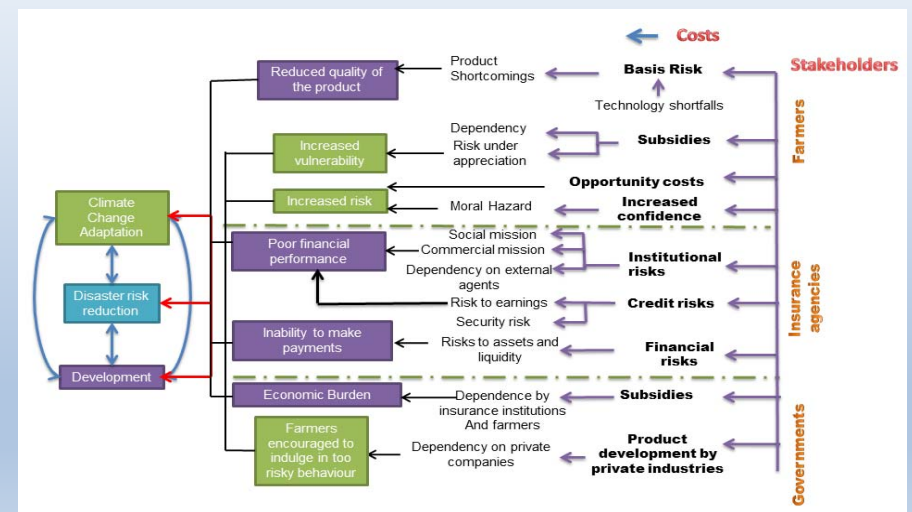 Costs
Stakeholders
Reduced quality of
the product
Product
Shortcomings
Basis Risk
Technology shortfalls
Farmers
Increased
vulnerability
Dependency
Risk under
appreciation
Subsidies
Opportunity costs
Increased risk
Moral Hazard
Increased
confidence
Climate
Change
Adaptation
Disaster risk
reduction
Development
Poor financial
performance
Social mission
Commercial mission
Dependency on external
agents
Institutional
risks
Insurance
agencies
Risk to earnings
Security risk
Credit risks
Inability to make
payments
Risks to assets and
liquidity
Financial
risks
Economic Burden
Dependence by
insurance institutions
And farmers
Subsidies
Governments
Farmers
encouraged to
indulge in too
risky behaviour
Dependency on private
companies
Product
development by
private industries